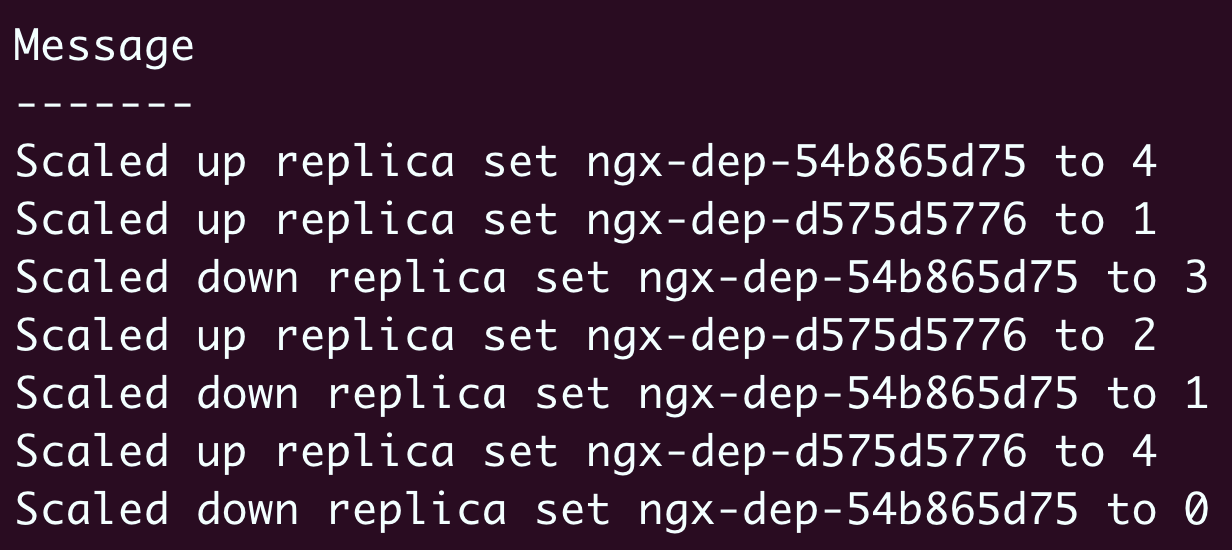 Message
-------
Scaled up replica set ngx-dep-54b865d75 to 4
Scaled up replica set ngx-dep-d575d5776 to 1
Scaled down replica set ngx-dep-54b865d75 to 3
Scaled up replica set ngx-dep-d575d5776 to 2
Scaled down replica set ngx-dep-54b865d75 to 1
Scaled up replica set ngx-dep-d575d5776 to 4
Scaled down replica set ngx-dep-54b865d75 to 0